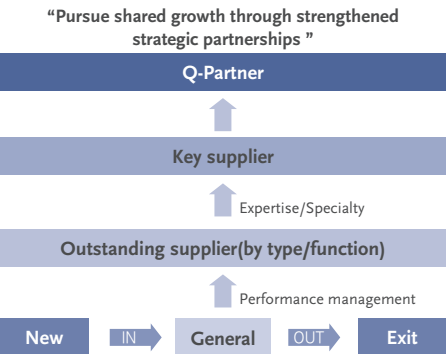 “Pursue shared growth through strengthened
strategic partnerships ”
Q-Partner
Key supplier
Expertise/Specialty
Outstanding supplier(by type/function)
Performance management
New IN General OUT Exit